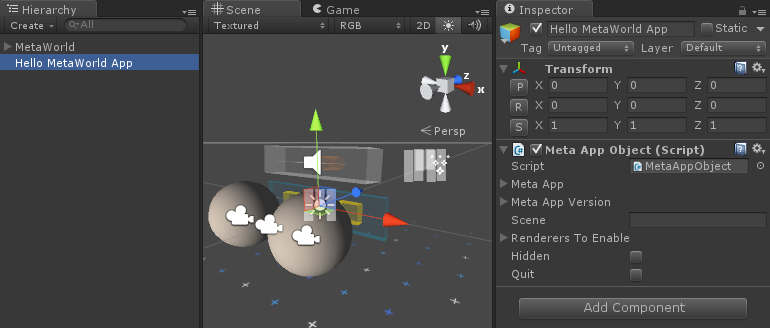 Hierarchy
Create
All
MetaWorld
Hello MetaWorld App
Scene
Game
Textured
RGB
2D
y
z
x
Persp
Inspector
Hello MetaWorld App
Static
Tag Untagged Layer Default
Transform
P X 0 Y 0 Z 0
R X 0 Y 0 Z 0
S X 1 Y 1 Z 1
Meta App Object (Script)
Script MetaAppObject
Meta App
Meta App Version
Scene
Renderers To Enable
Hidden
Quit
Add Component